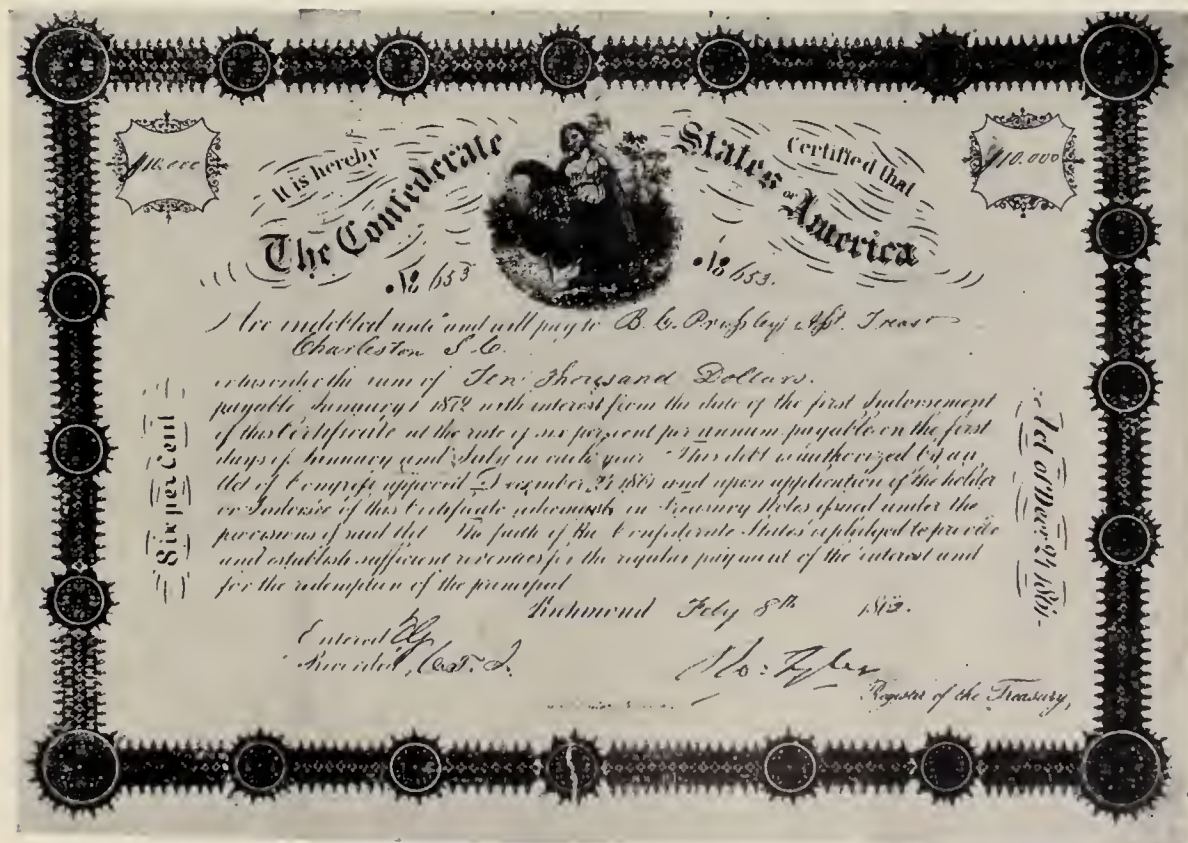 $10.000
It is hereby
Certified that
$10.000
The Confederate
States OF America
No 653
No 653.
Are indebted unto and will pay to B. C. Pressley Asst. Treasr
Charleston S. C.
or his order the sum of Ten Thousand Dollars.
payable January 1 1872 with interest from the date of the first Indorsement
of this Certificate at the rate of six per cent per annum payable on the first
days of January and July in each year This debt is authorized by an
Act of Congress approved December 24 1861 and upon application of the holder
or Indorsee of this Certificate in Treasury Notes issued under the
provisions of said Act The faith of the Confederate States is pledged to provide
and establish sufficient revenues for the regular payment of the interest and
for the redemption of the principal
Six per Cent
Act of Decr 24 1861.
Richmond Feby 8th 1862.
Entered
Recorded
Ro: Tyler
Register of the Treasury,